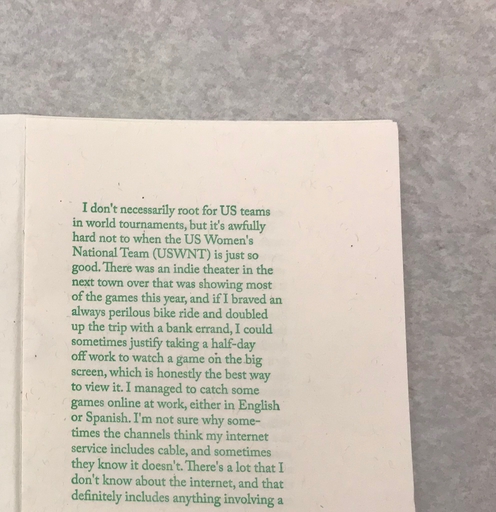 I don't necessarily root for US teams
in world tournaments, but it's awfully
hard not to when the US Women's
National Team (USWNT) is just so
good. There was an indie theater in the
next town over that was showing most
of the games this year, and if I braved an
always perilous bike ride and doubled
up the trip with a bank errand, I could
sometimes justify taking a half-day
off work to watch a game on the big
screen, which is honestly the best way
to view it. I managed to catch some
games online at work, either in English
or Spanish. I'm not sure why some-
times the channels think my internet
service includes cable, and sometimes
they know it doesn't. There's a lot that I
don't know about the internet, and that
definitely includes anything involving a